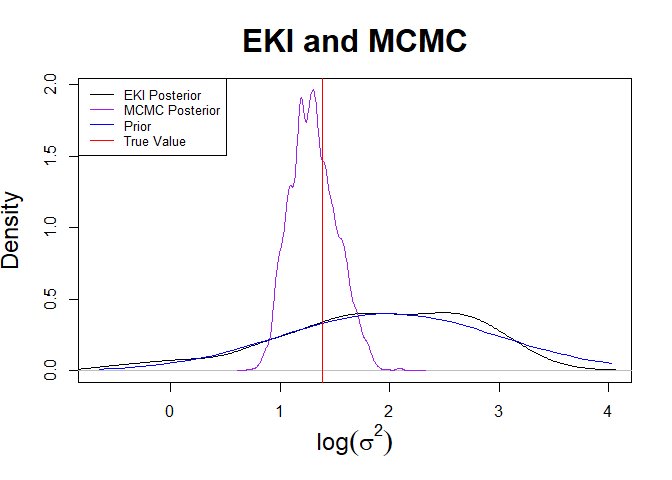 EKI and MCMC
EKI Posterior
MCMC Posterior
Prior
True Value
Density
2.0
1.5
1.0
0.5
0.0
0 1 2 3 4
log(σ²)